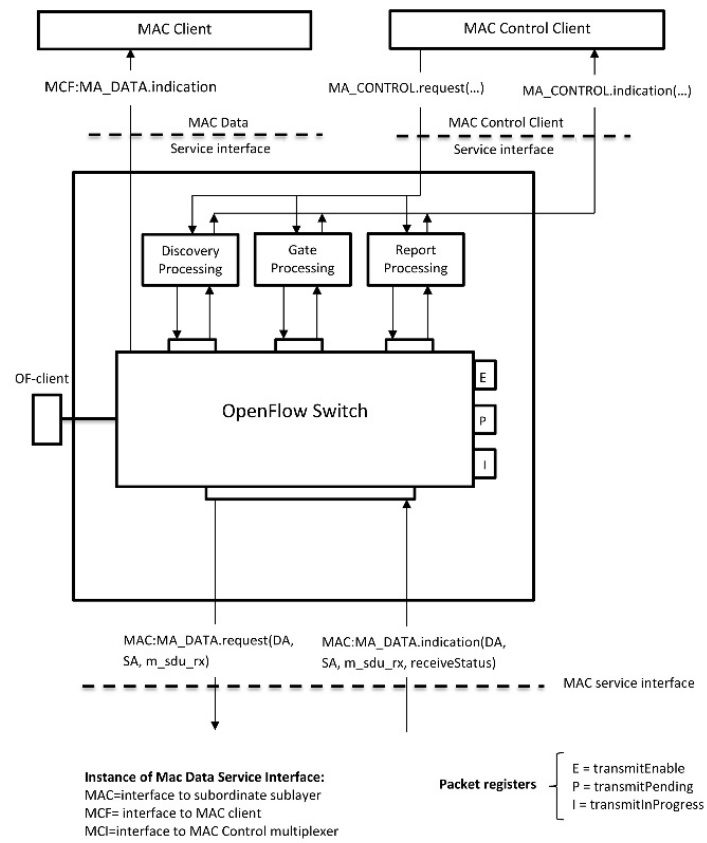 MAC Client
MAC Control Client
MCF:MA_DATA.indication
MA_CONTROL.request(...)
MA_CONTROL.indication(...)
MAC Data
Service interface
MAC Control Client
Service interface
Discovery
Processing
Gate
Processing
Report
Processing
OF-client
OpenFlow Switch
E
P
I
MAC:MA_DATA.request(DA,
SA, m_sdu_rx)
MAC:MA_DATA.indication(DA,
SA, m_sdu_rx, receiveStatus)
MAC service interface
Instance of Mac Data Service Interface:
MAC=interface to subordinate sublayer
MCF= interface to MAC client
MCI=interface to MAC Control multiplexer
Packet registers
E = transmitEnable
P = transmitPending
I = transmitInProgress